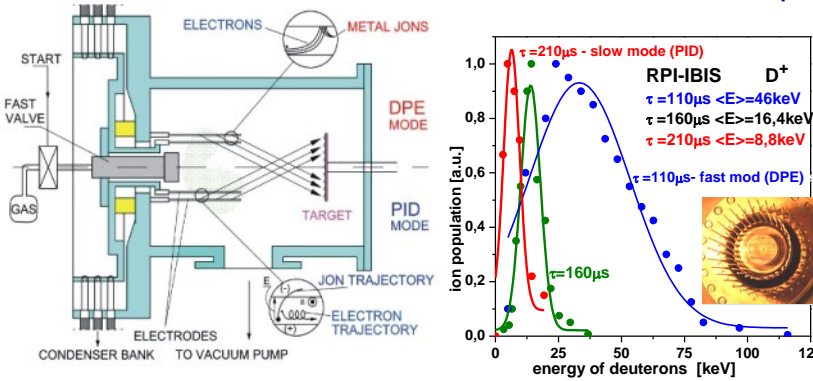 START
FAST
VALVE
GAS
ELECTRONS
METAL JONS
DPE
MODE
PID
MODE
TARGET
JON TRAJECTORY
E
(-)
B
(+)
ELECTRON
TRAJECTORY
ELECTRODES
CONDENSER BANK
TO VACUUM PUMP
ion population [a.u.]
1,0
0,8
0,6
0,4
0,2
0,0
τ=210μs - slow mode (PID)
RPI-IBIS D+
τ=110μs <E>=46keV
τ=160μs <E>=16,4keV
τ=210μs <E>=8,8keV
τ=110μs- fast mod (DPE)
τ=160μs
0 25 50 75 100 12
energy of deuterons [keV]